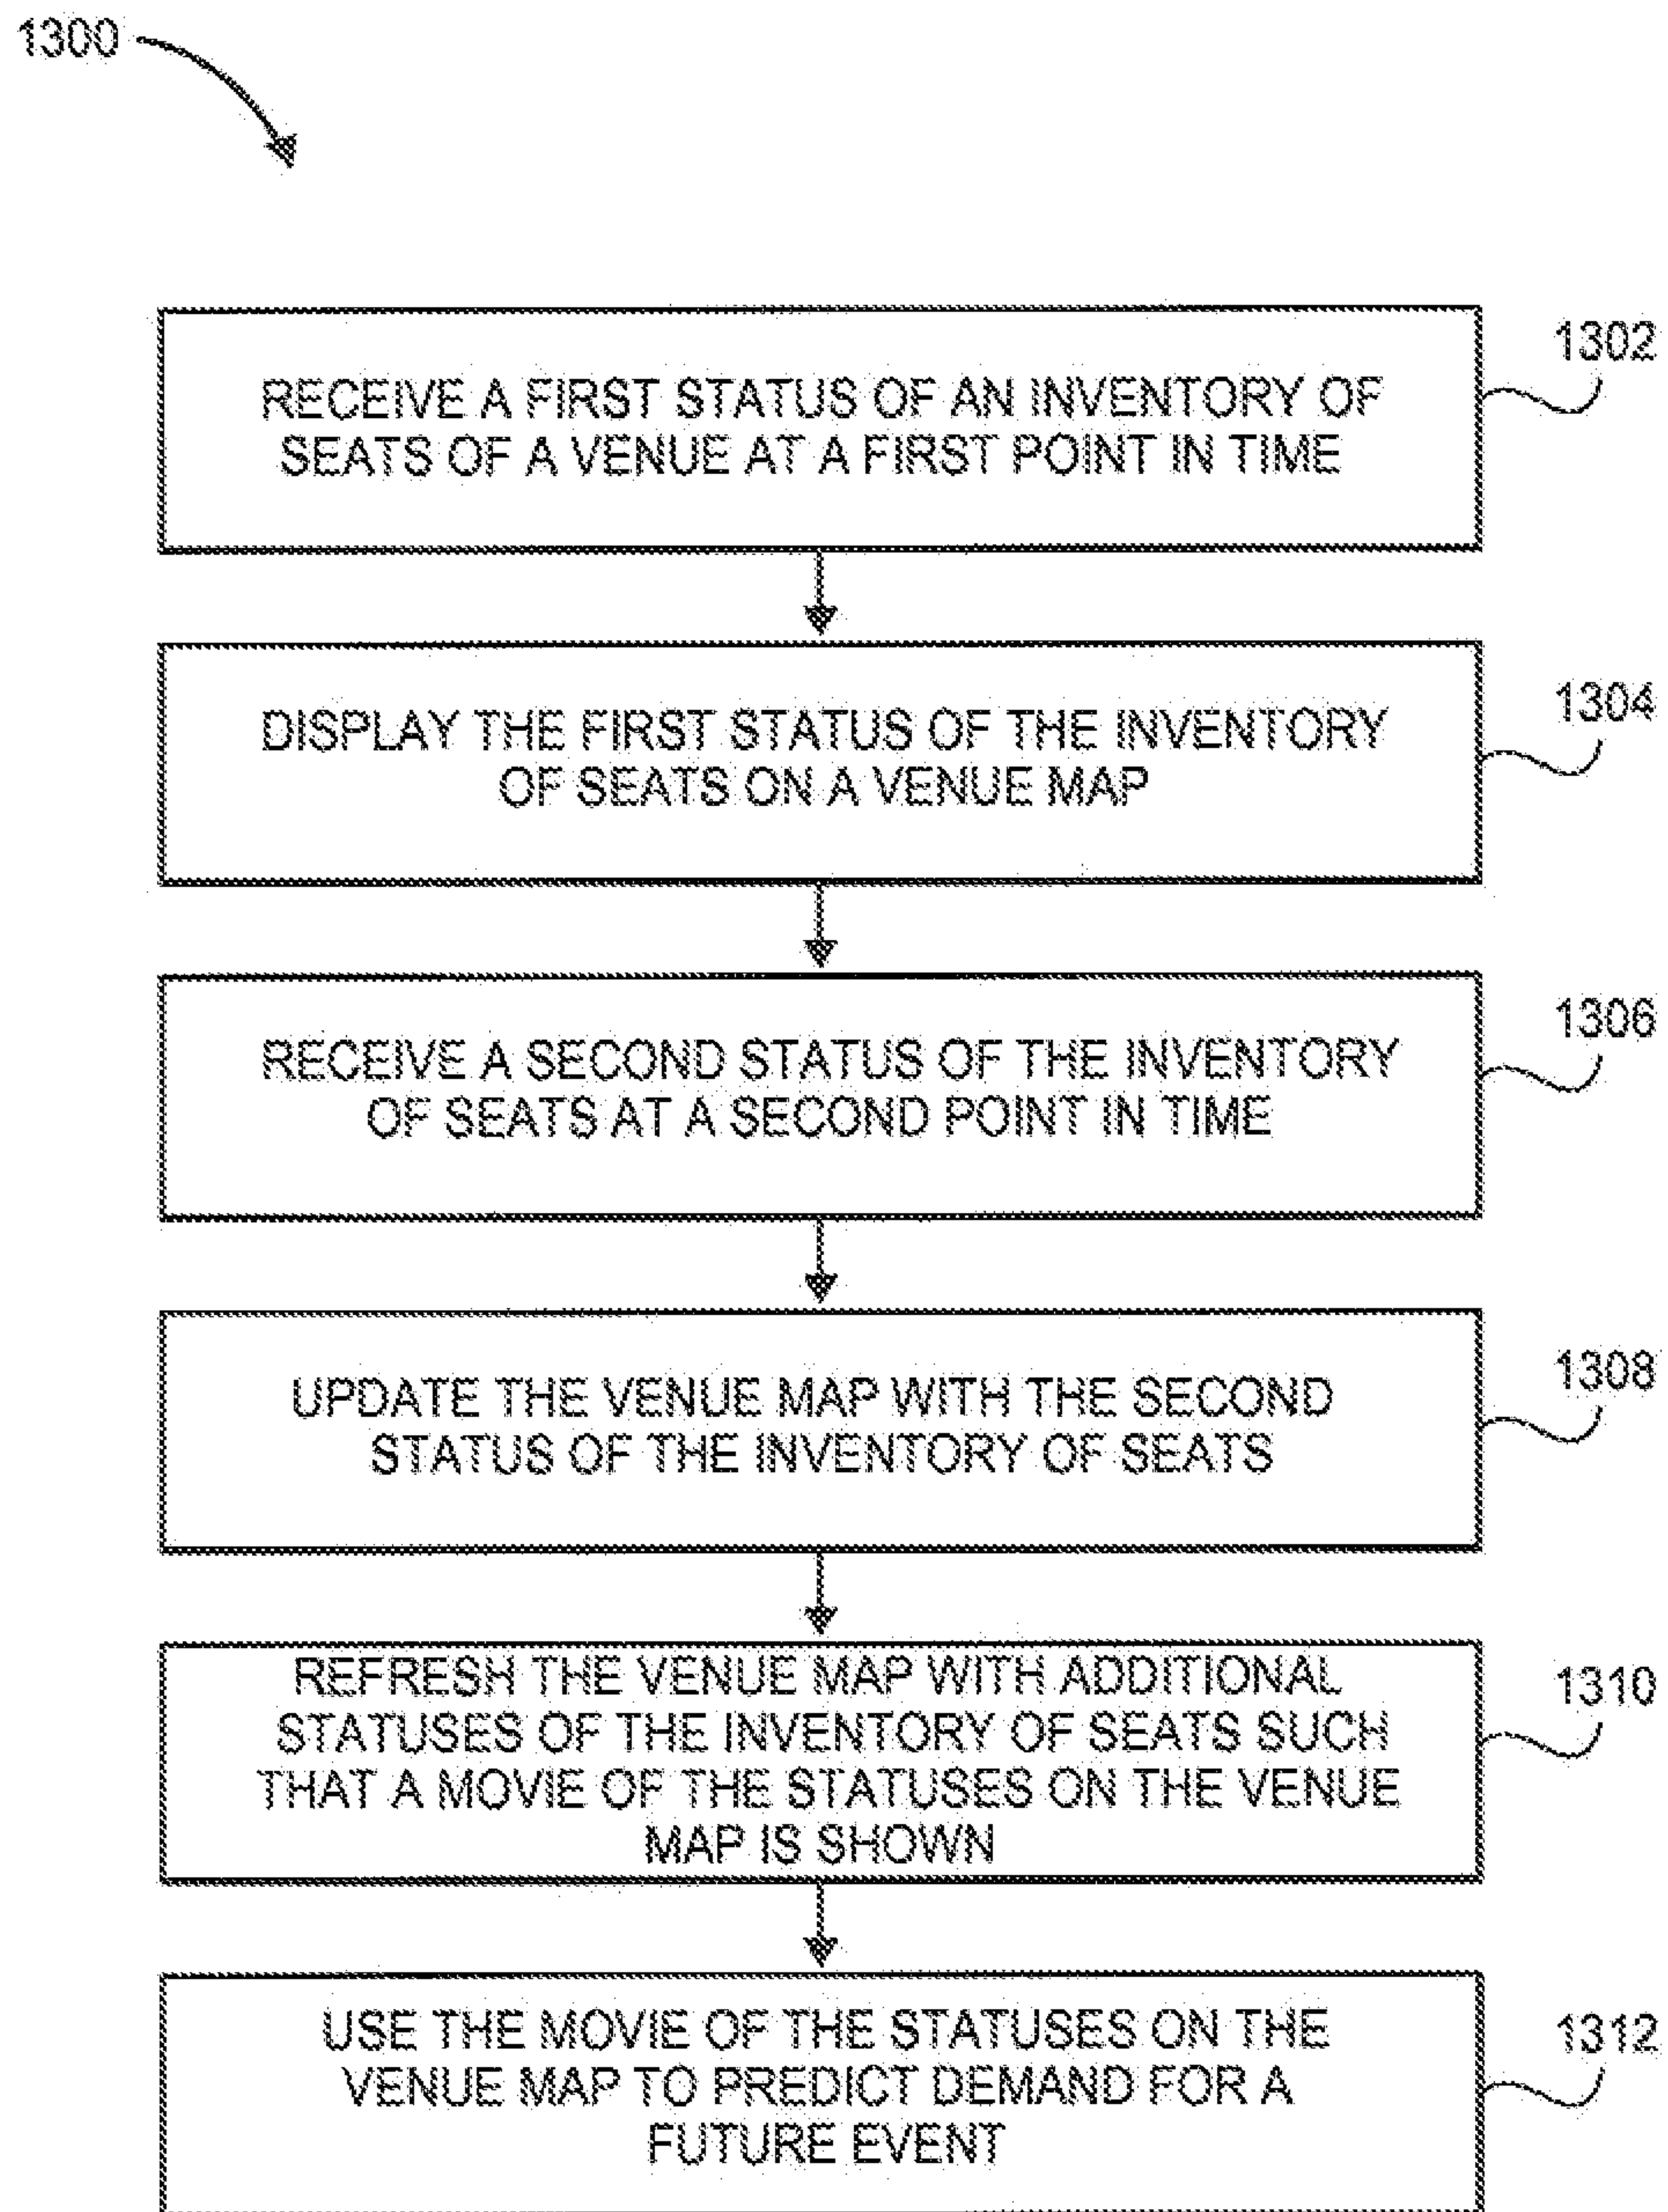 1300
1302
RECEIVE A FIRST STATUS OF AN INVENTORY OF
SEATS OF A VENUE AT A FIRST POINT IN TIME
1304
DISPLAY THE FIRST STATUS OF THE INVENTORY
OF SEATS ON A VENUE MAP
1306
RECEIVE A SECOND STATUS OF THE INVENTORY
OF SEATS AT A SECOND POINT IN TIME
1308
UPDATE THE VENUE MAP WITH THE SECOND
STATUS OF THE INVENTORY OF SEATS
1310
REFRESH THE VENUE MAP WITH ADDITIONAL
STATUSES OF THE INVENTORY OF SEATS SUCH
THAT A MOVIE OF THE STATUSES ON THE VENUE
MAP IS SHOWN
1312
USE THE MOVIE OF THE STATUSES ON THE
VENUE MAP TO PREDICT DEMAND FOR A
FUTURE EVENT